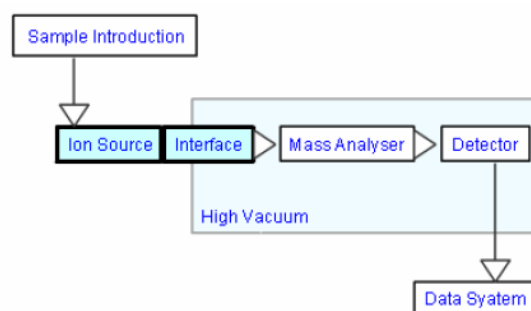 Sample Introduction
Ion Source
Interface
Mass Analyser
Detector
High Vacuum
Data Syatem